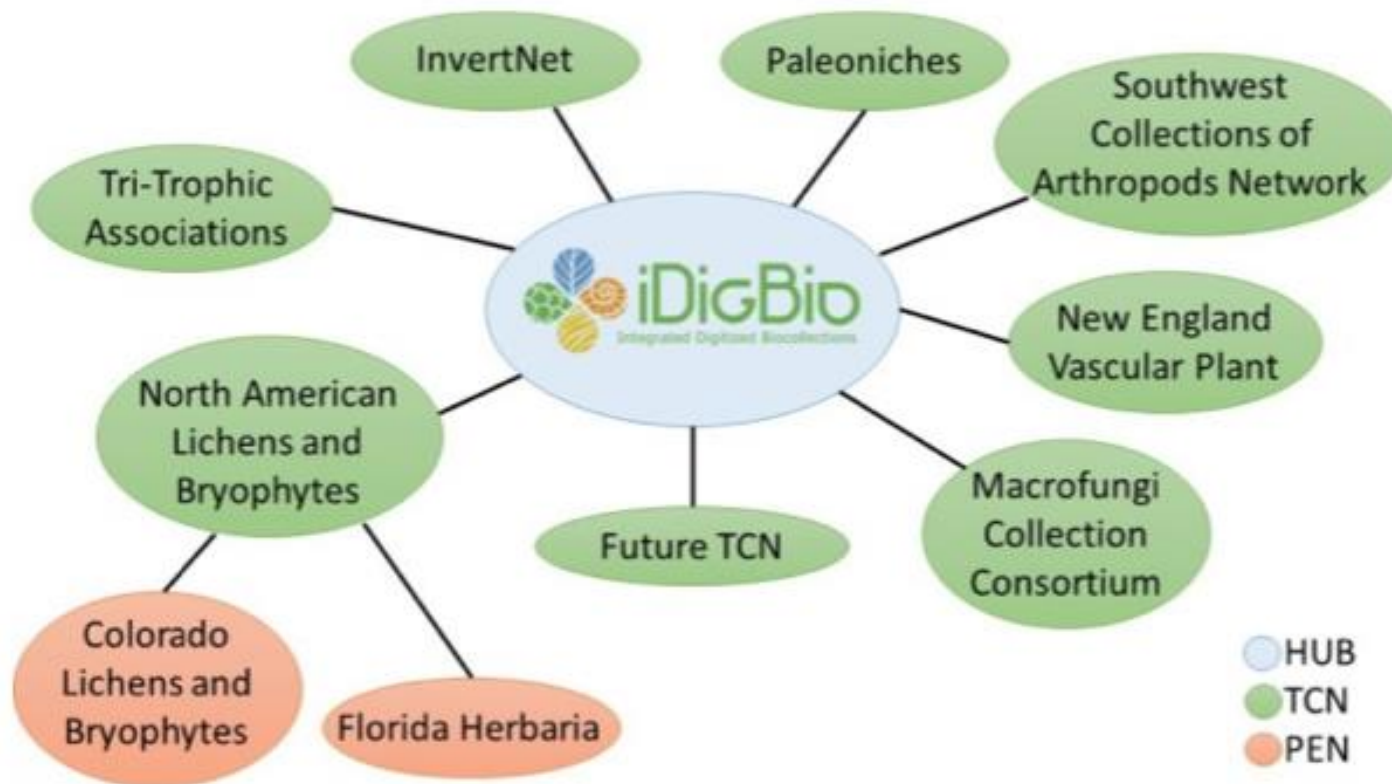 InvertNet
Paleoniches
Southwest
Collections of
Arthropods Network
Tri-Trophic
Associations
iDigBio
Integrated Digitized Biocollections
New England
Vascular Plant
North American
Lichens and
Bryophytes
Macrofungi
Collection
Consortium
Future TCN
Colorado
Lichens and
Bryophytes
Florida Herbaria
HUB
TCN
PEN